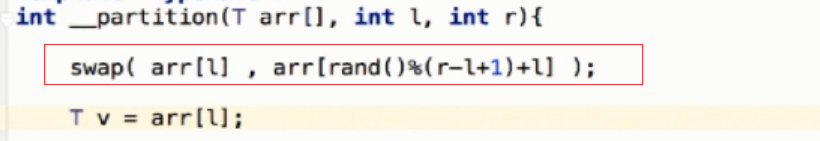 int __partition(T arr[], int l, int r){
swap( arr[l] , arr[rand()%(r-l+1)+l] );
T v = arr[l];